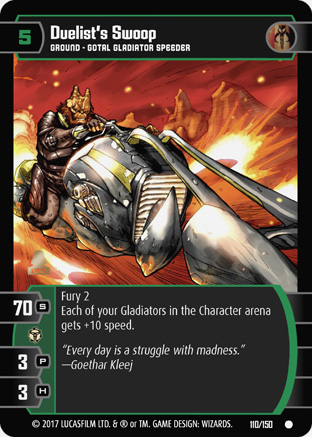 5
Duelist's Swoop
GROUND - GOTAL GLADIATOR SPEEDER
70 S
3 P
3 H
Fury 2
Each of your Gladiators in the Character arena
gets +10 speed.
"Every day is a struggle with madness."
—Goethar Kleej
© 2017 LUCASFILM LTD. & ® or TM. GAME DESIGN: WIZARDS.
110/150